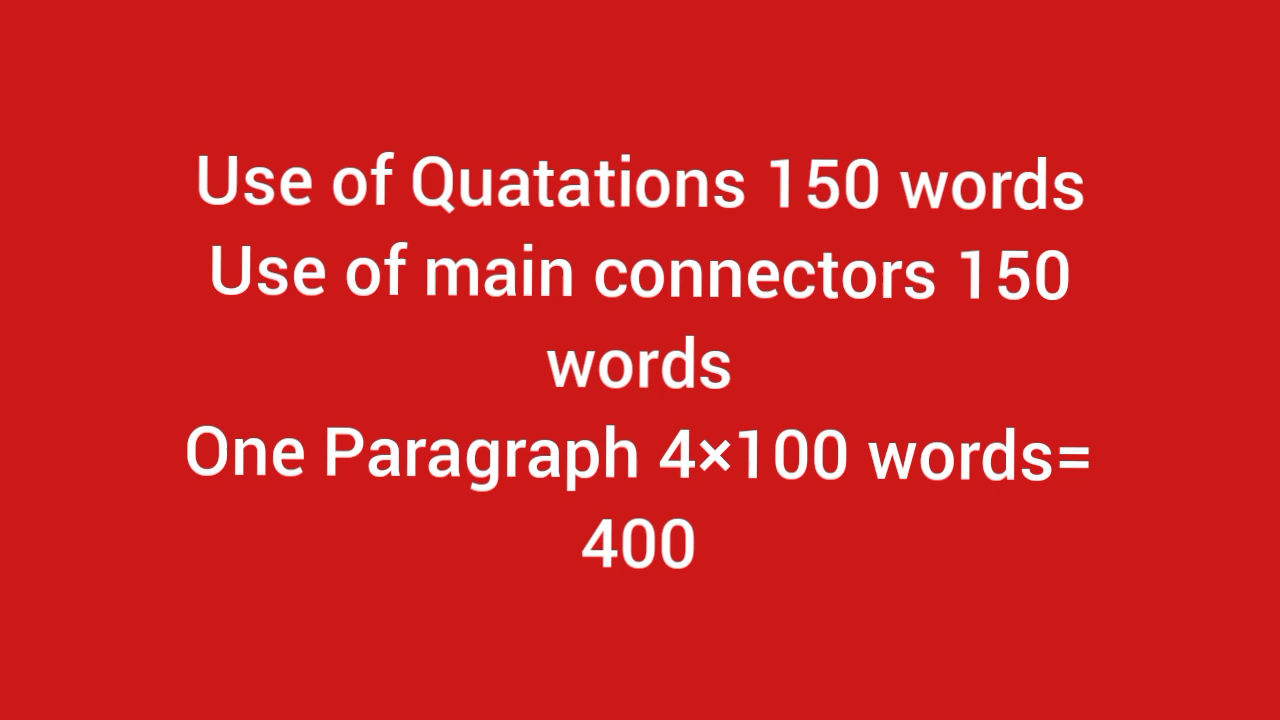 Use of Quatations 150 words
Use of main connectors 150
words
One Paragraph 4×100 words=
400